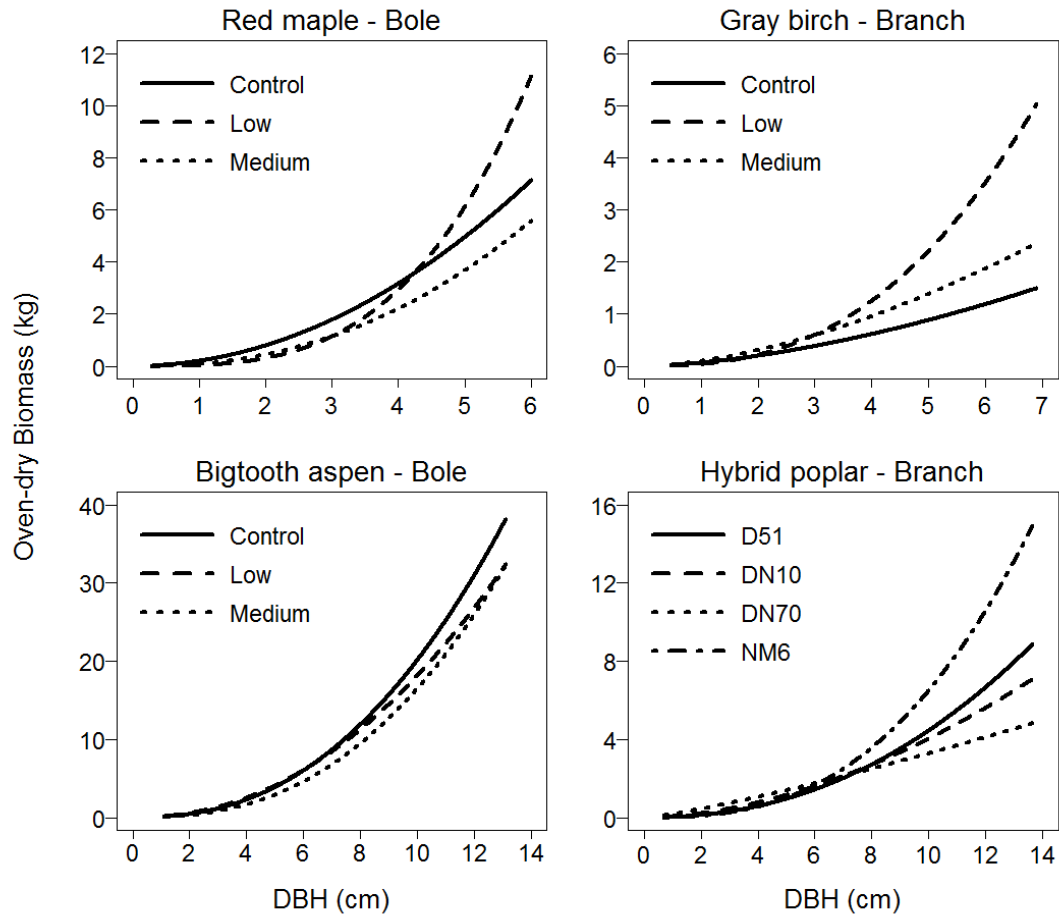 Red maple - Bole
12
10
8
6
4
2
0
Control
Low
Medium
0 1 2 3 4 5 6
Gray birch - Branch
6
5
4
3
2
1
0
Control
Low
Medium
0 1 2 3 4 5 6 7
Oven-dry Biomass (kg)
Bigtooth aspen - Bole
40
30
20
10
0
Control
Low
Medium
0 2 4 6 8 10 12 14
DBH (cm)
Hybrid poplar - Branch
16
12
8
4
0
D51
DN10
DN70
NM6
0 2 4 6 8 10 12 14
DBH (cm)